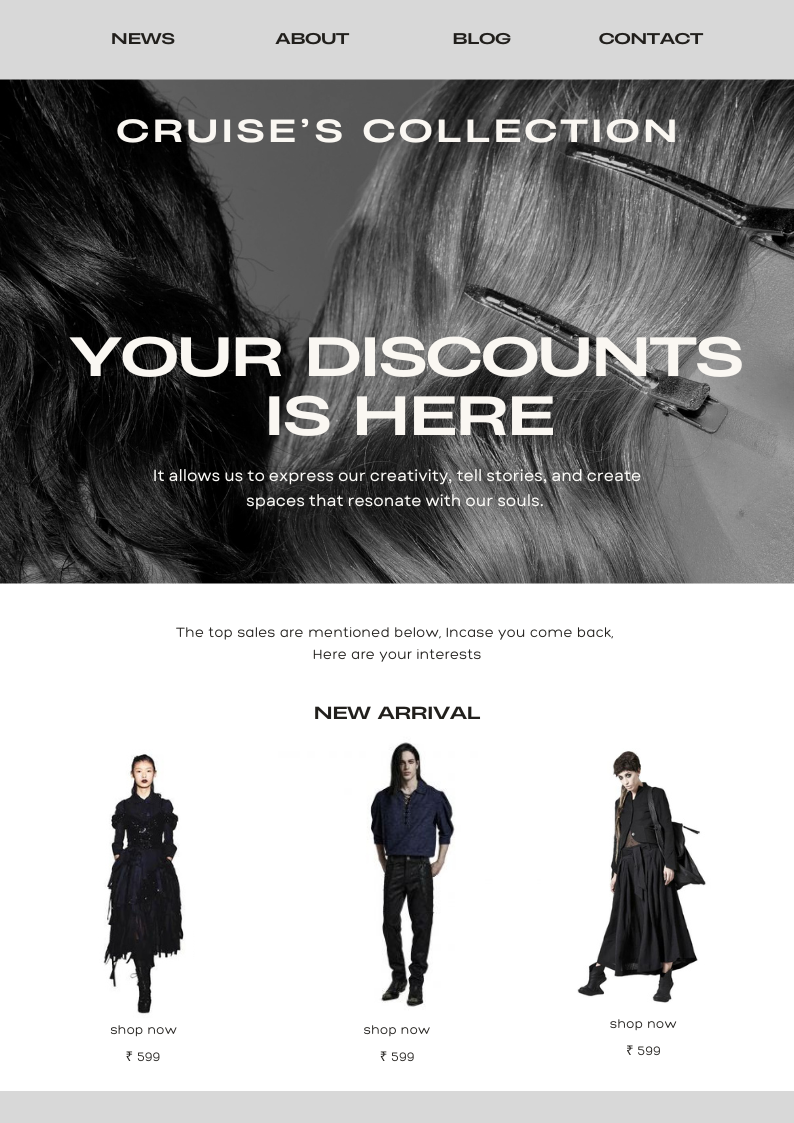 NEWS ABOUT BLOG CONTACT
CRUISE’S COLLECTION
YOUR DISCOUNTS
IS HERE
It allows us to express our creativity, tell stories, and create
spaces that resonate with our souls.
The top sales are mentioned below, Incase you come back,
Here are your interests
NEW ARRIVAL
shop now shop now shop now
₹ 599 ₹ 599 ₹ 599